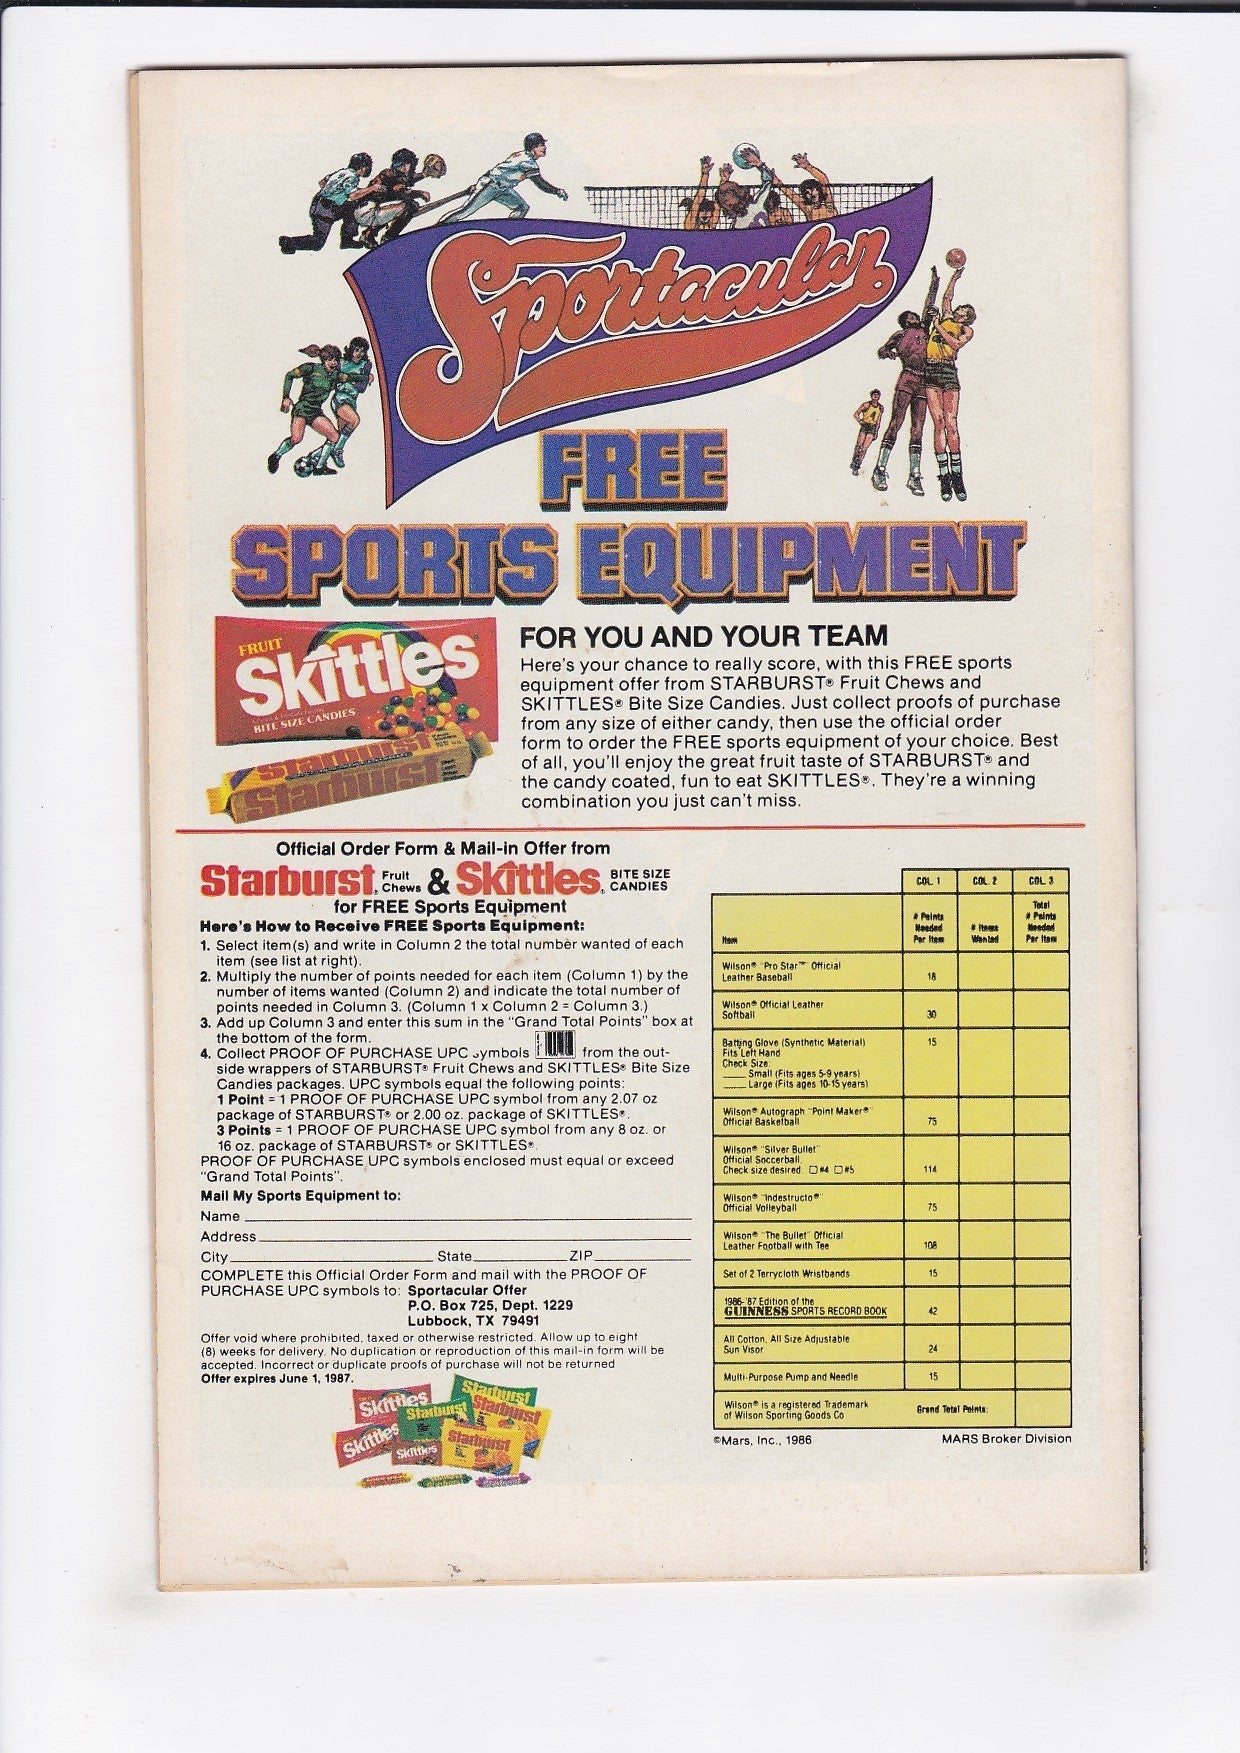 Sportacular
FREE
SPORTS EQUIPMENT
FRUIT
Skittles
BITE SIZE CANDIES
Starburst
Starburst
FOR YOU AND YOUR TEAM
Here's your chance to really score, with this FREE sports
equipment offer from STARBURST® Fruit Chews and
SKITTLES® Bite Size Candies. Just collect proofs of purchase
from any size of either candy, then use the official order
form to order the FREE sports equipment of your choice. Best
of all, you'll enjoy the great fruit taste of STARBURST® and
the candy coated, fun to eat SKITTLES®. They're a winning
combination you just can't miss.
Official Order Form & Mail-in Offer from
Starburst® Fruit Chews & Skittles® BITE SIZE CANDIES
for FREE Sports Equipment
Here's How to Receive FREE Sports Equipment:
1. Select item(s) and write in Column 2 the total number wanted of each
item (see list at right).
2. Multiply the number of points needed for each item (Column 1) by the
number of items wanted (Column 2) and indicate the total number of
points needed in Column 3. (Column 1 x Column 2 = Column 3.)
3. Add up Column 3 and enter this sum in the "Grand Total Points" box at
the bottom of the form.
4. Collect PROOF OF PURCHASE UPC symbols from the out-
side wrappers of STARBURST® Fruit Chews and SKITTLES® Bite Size
Candies packages. UPC symbols equal the following points:
1 Point = 1 PROOF OF PURCHASE UPC symbol from any 2.07 oz
package of STARBURST® or 2.00 oz. package of SKITTLES®.
3 Points = 1 PROOF OF PURCHASE UPC symbol from any 8 oz. or
16 oz. package of STARBURST® or SKITTLES®
PROOF OF PURCHASE UPC symbols enclosed must equal or exceed
"Grand Total Points".
Mail My Sports Equipment to:
Name
Address
City State ZIP
COMPLETE this Official Order Form and mail with the PROOF OF
PURCHASE UPC symbols to: Sportacular Offer
P.O. Box 725, Dept. 1229
Lubbock, TX 79491
Offer void where prohibited, taxed or otherwise restricted. Allow up to eight
(8) weeks for delivery. No duplication or reproduction of this mail-in form will be
accepted. Incorrect or duplicate proofs of purchase will not be returned
Offer expires June 1, 1987.
Skittles
Starburst
Starburst
Starburst
Skittles
Skittles
Starburst
COL. 1 COL. 2 COL. 3
Item
# Points Needed Per Item
# Items Wanted
Total # Points Needed Per Item
Wilson® "Pro Star™" Official
Leather Baseball 18
Wilson® Official Leather
Softball 30
Batting Glove (Synthetic Material) 15
Fits Left Hand
Check Size:
Small (Fits ages 5-9 years)
Large (Fits ages 10-15 years)
Wilson® Autograph "Point Maker®"
Official Basketball 75
Wilson® "Silver Bullet"
Official Soccerball
Check size desired. #4 #5 114
Wilson® "Indestructo®"
Official Volleyball 75
Wilson® "The Bullet" Official
Leather Football with Tee 108
Set of 2 Terrycloth Wristbands 15
1986-'87 Edition of the
GUINNESS SPORTS RECORD BOOK 42
All Cotton, All Size Adjustable
Sun Visor 24
Multi-Purpose Pump and Needle 15
Wilson® is a registered Trademark
of Wilson Sporting Goods Co
Grand Total Points:
©Mars, Inc., 1986 MARS Broker Division